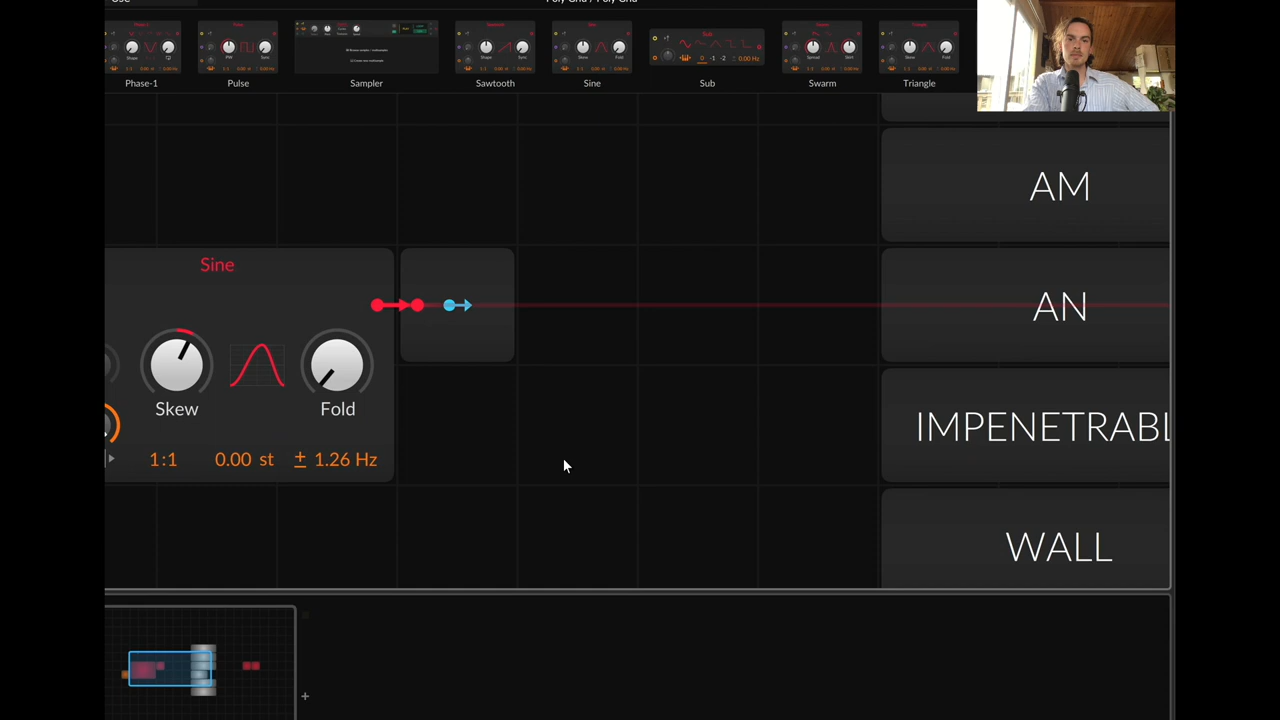 Phase-1 Pulse Sampler Sawtooth Sine Sub Swarm Triangle
AM
Sine
AN
Skew Fold
IMPENETRABL
1:1 0.00 st ± 1.26 Hz
WALL
+